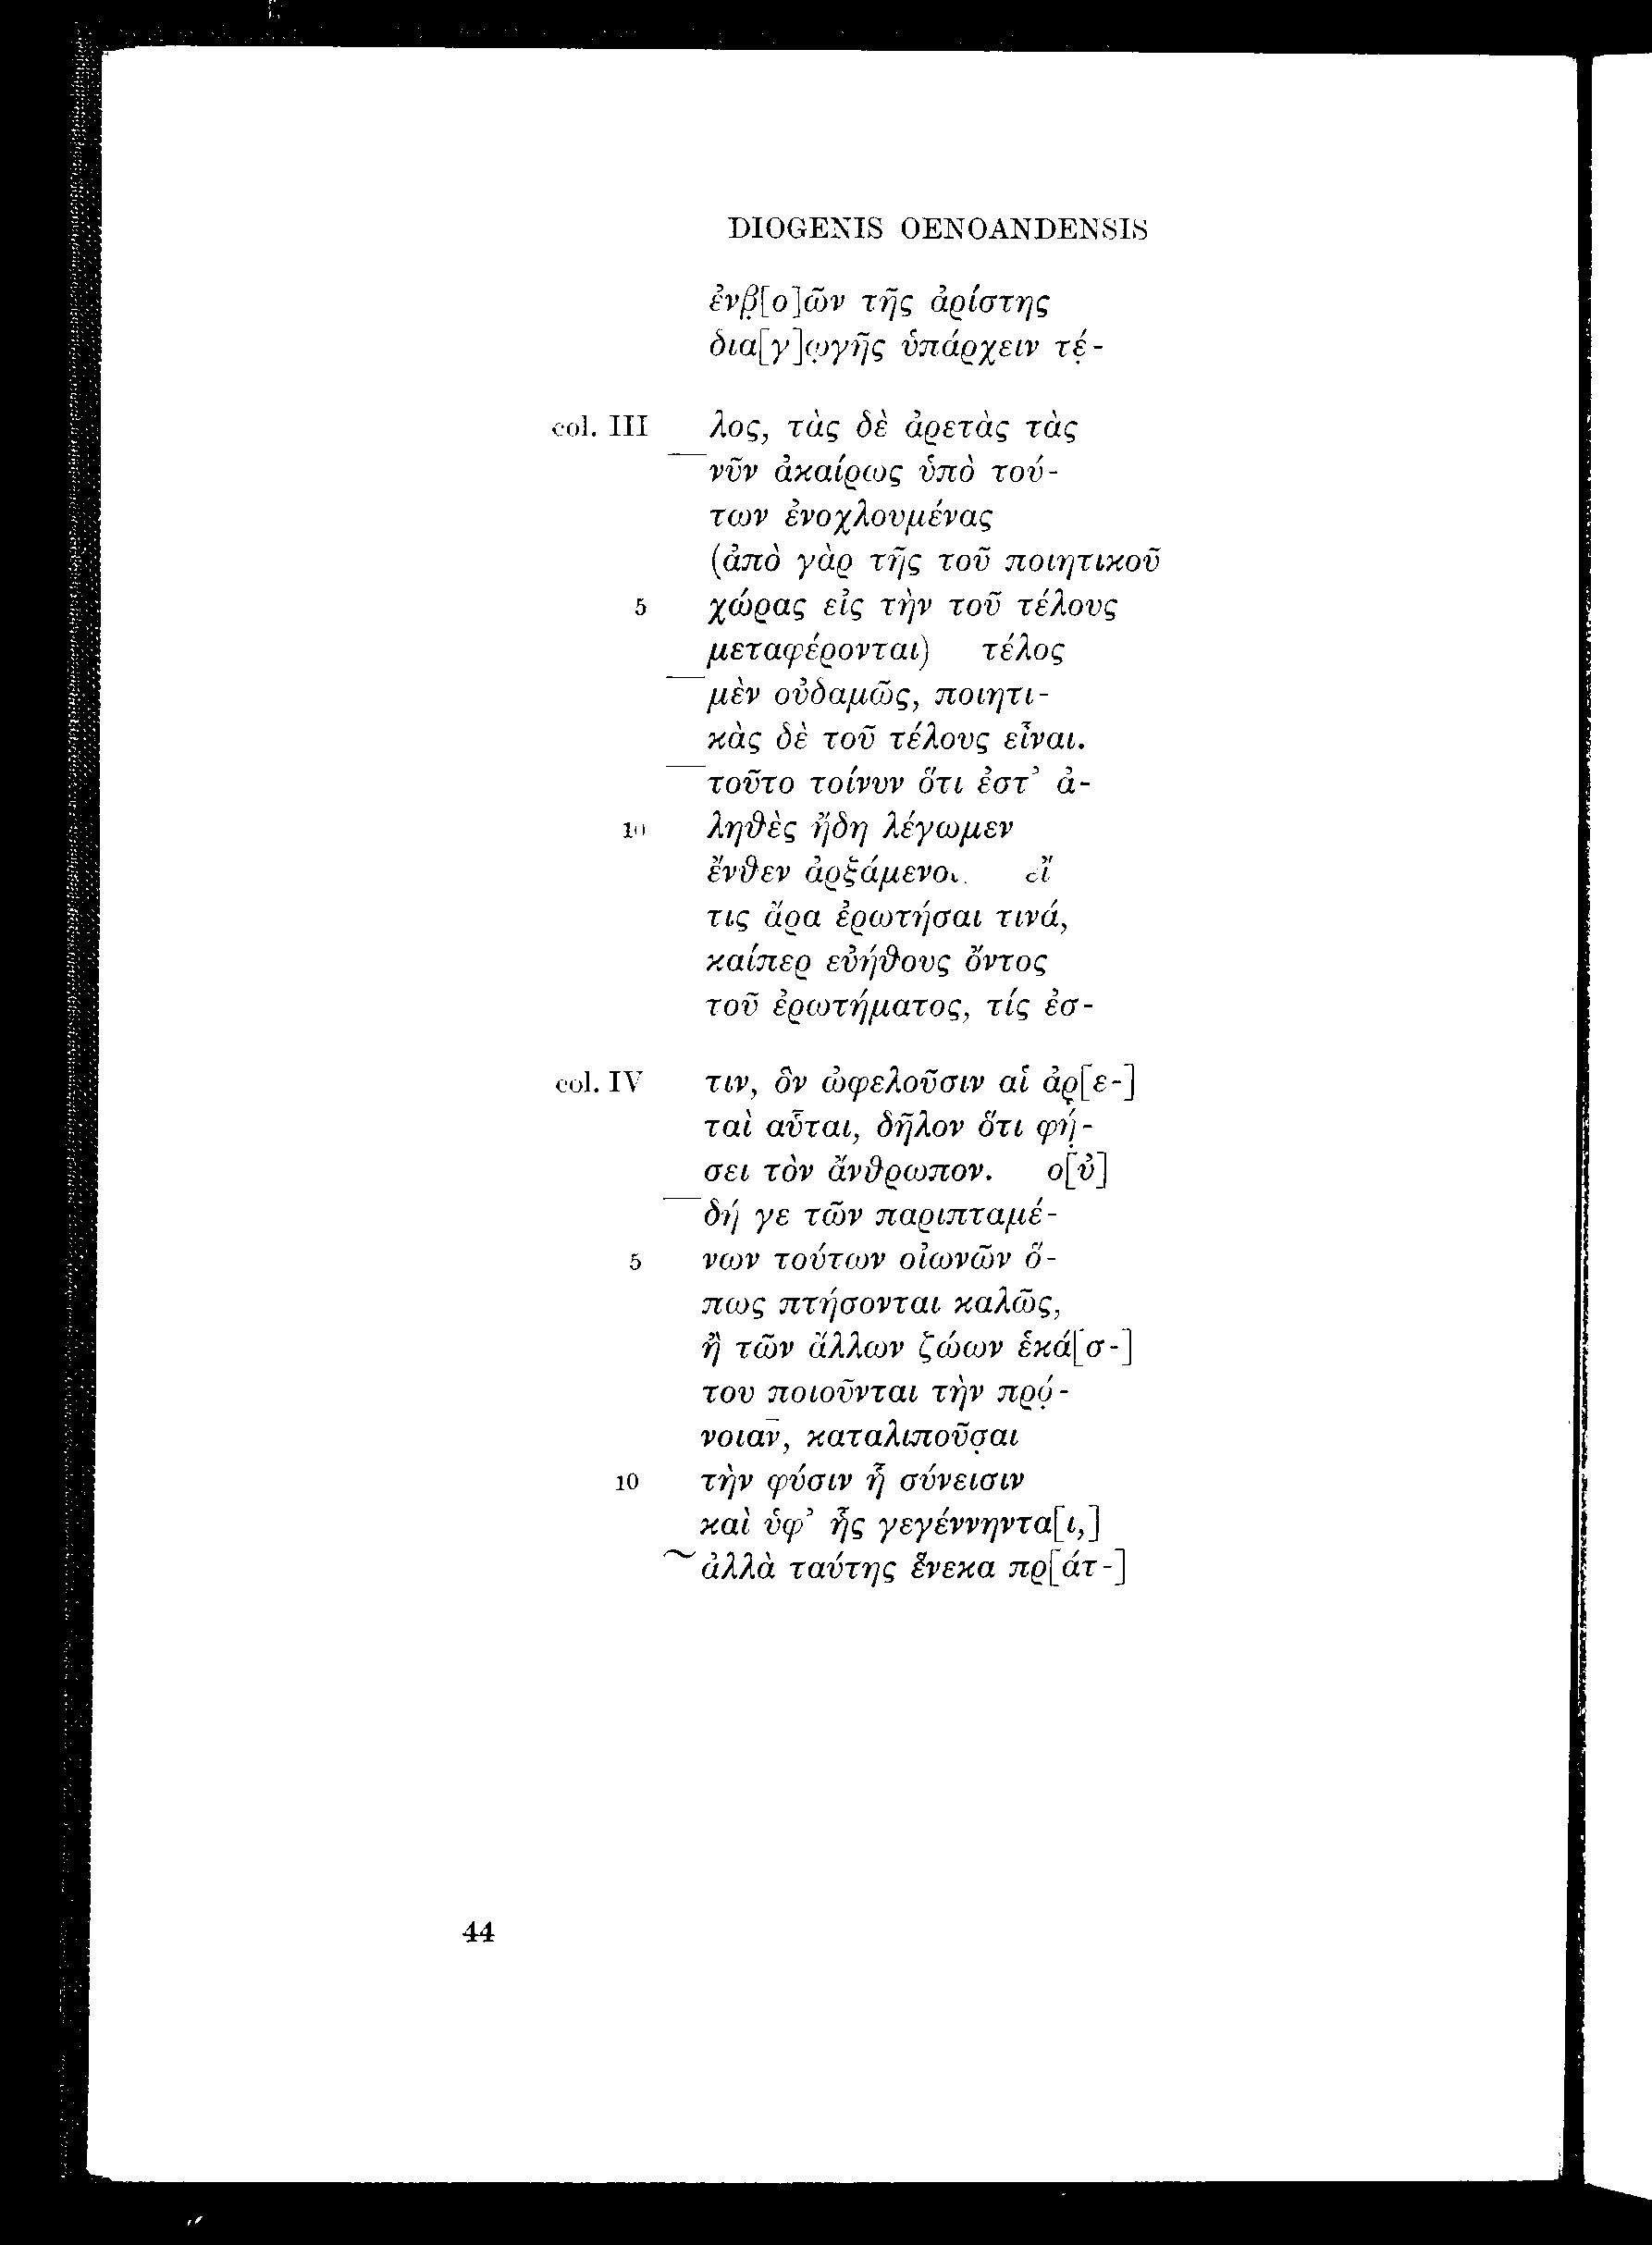 DIOGENIS OENOANDENSIS
ἐνβ̣[ο]ῶν τῆς ἀρίστης
δια[γ]ω̣γῆς ὑπάρχειν τέ̣-
col. III λος, τὰς δὲ ἀρετὰς τὰς
νῦν ἀκαίρως ὑπὸ τού-
των ἐνοχλουμένας
(ἀπὸ γὰρ τῆς τοῦ ποιητικοῦ
5 χώρας εἰς τὴν τοῦ τέλους
μεταφέρονται) τέλος
μὲν οὐδαμῶς, ποιητι-
κὰς δὲ τοῦ τέλους εἶναι.
τοῦτο τοίνυν ὅτι ἐστ’ ἀ-
10 ληθὲς ἤδη λέγωμεν
ἔνθεν ἀρξάμενοι. εἴ
τις ἄρα ἐρωτήσαι τινά,
καίπερ εὐήθους ὄντος
τοῦ ἐρωτήματος, τίς ἐσ-
col. IV τιν, ὃν ὠφελοῦσιν αἱ ἀρ̣[ε-]
ταὶ αὗται, δῆλον ὅτι φή̣-
σει τὸν ἄνθρωπον. ο[ὐ]
δή γε τῶν παριπταμέ-
5 νων τούτων οἰωνῶν ὅ-
πως πτήσονται καλῶς,
ἢ τῶν ἄλλων ζώων ἑκά[σ-]
του ποιοῦνται τὴν πρό̣-
νοιαν̅, καταλιποῦσ̣αι
10 τὴν φύσιν ᾗ σύνεισιν
καὶ ὑφ’ ἧς γεγέννηντα[ι,]
~ἀλλὰ ταύτης ἕνεκα πρ[άτ-]
44